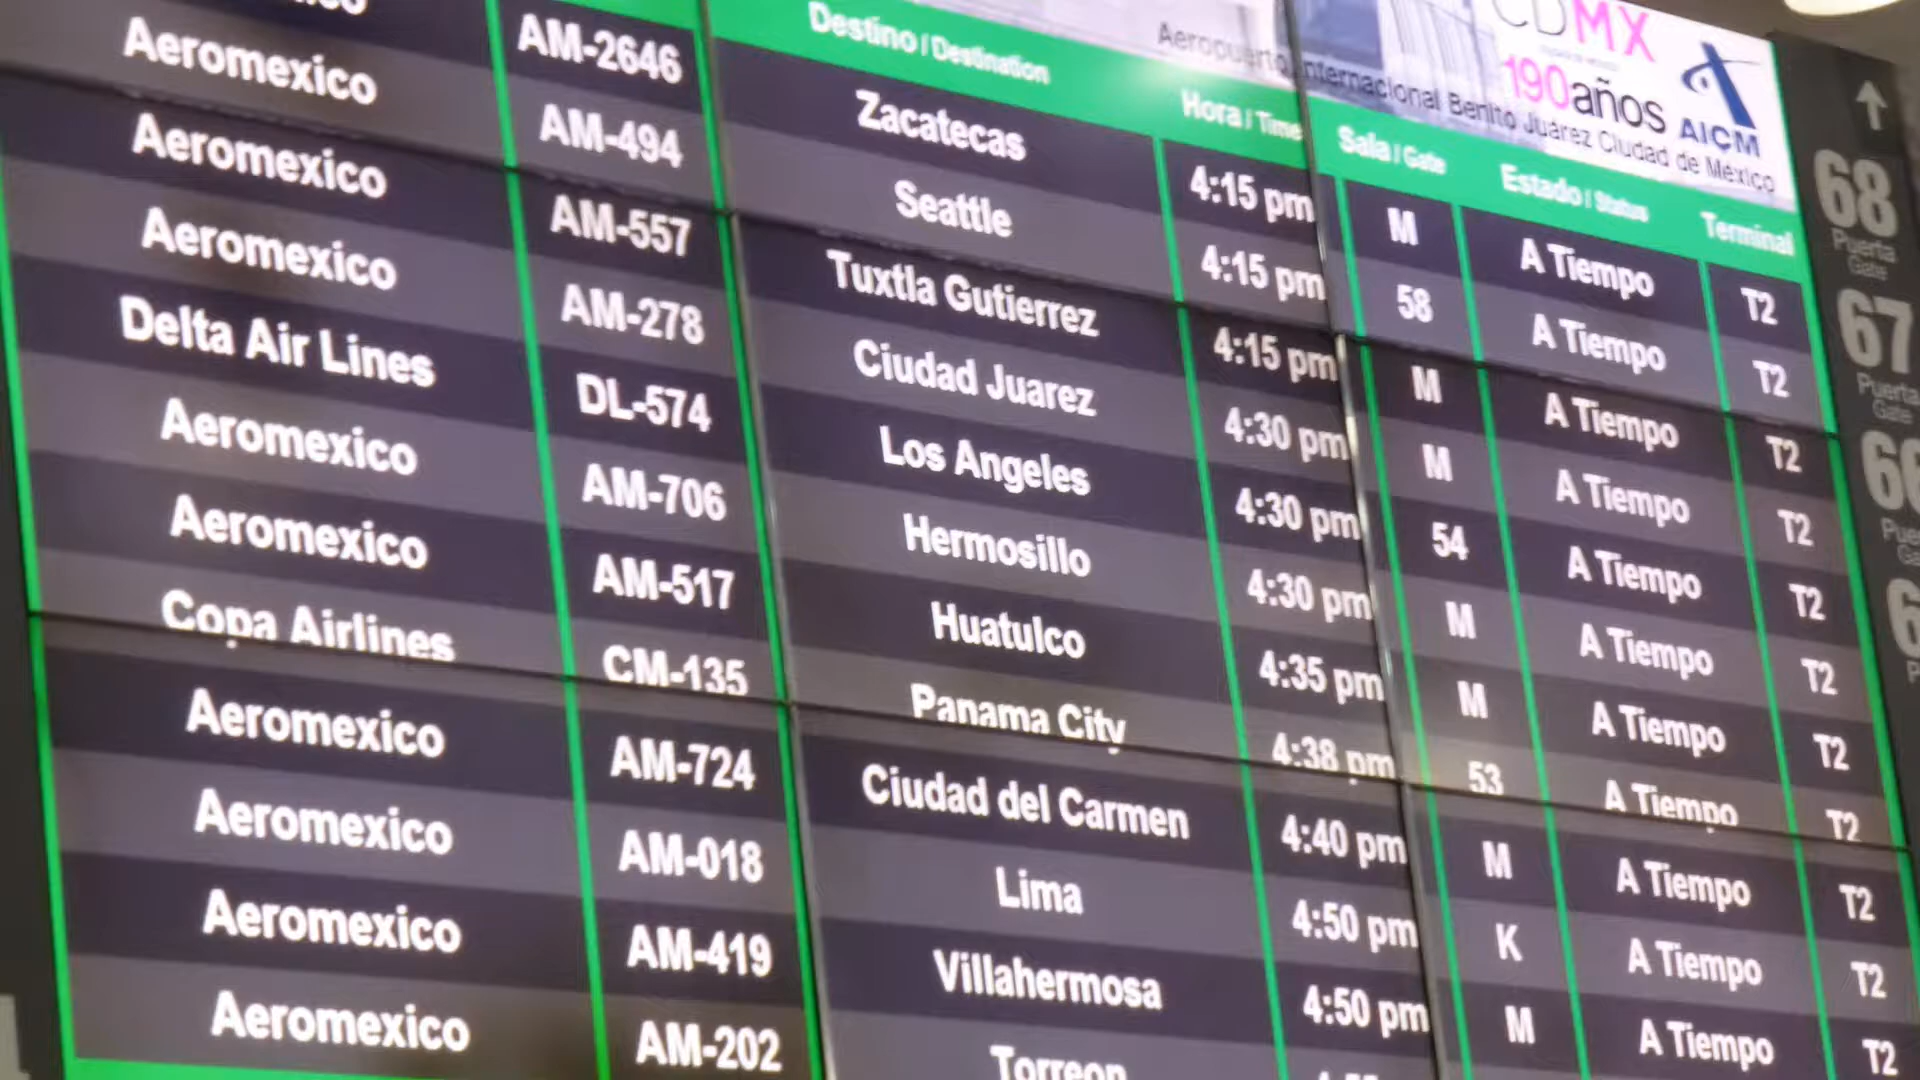 CDMX
190años
AICM
Aeropuerto Internacional Benito Juárez Ciudad de México
Destino / Destination Hora / Time Sala / Gate Estado / Status Terminal
AM-2646 Zacatecas 4:15 pm M A Tiempo T2
Aeromexico AM-494 Seattle 4:15 pm 58 A Tiempo T2
Aeromexico AM-557 Tuxtla Gutierrez 4:15 pm M A Tiempo T2
Aeromexico AM-278 Ciudad Juarez 4:30 pm M A Tiempo T2
Delta Air Lines DL-574 Los Angeles 4:30 pm 54 A Tiempo T2
Aeromexico AM-706 Hermosillo 4:30 pm M A Tiempo T2
Aeromexico AM-517 Huatulco 4:35 pm M A Tiempo T2
Copa Airlines CM-135 Panama City 4:38 pm 53 A Tiempo T2
Aeromexico AM-724 Ciudad del Carmen 4:40 pm M A Tiempo T2
Aeromexico AM-018 Lima 4:50 pm K A Tiempo T2
Aeromexico AM-419 Villahermosa 4:50 pm M A Tiempo T2
Aeromexico AM-202 Torreon
68
Puerta
Gate
67
Puerta
Gate